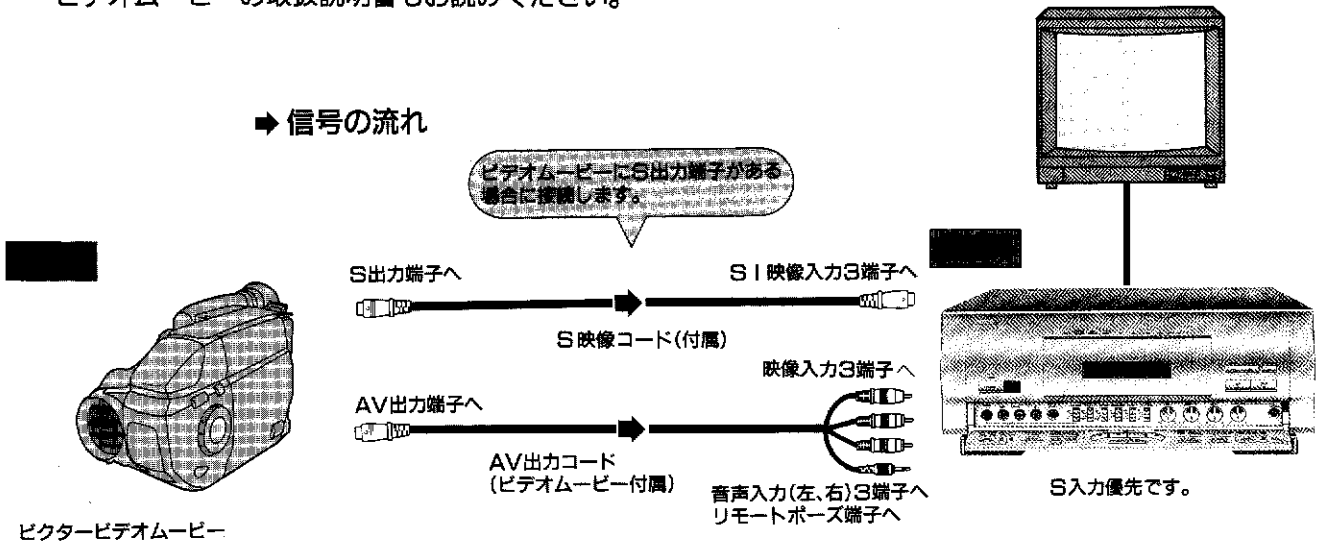 ビデオムービーの取扱説明書もお読みください。
➡ 信号の流れ
ビデオムービーにS出力端子がある
場合に接続します。
S出力端子へ
S1映像入力3端子へ
S映像コード(付属)
映像入力3端子へ
AV出力端子へ
AV出力コード
(ビデオムービー付属)
音声入力(左、右)3端子へ
リモートポーズ端子へ
S入力優先です。
ビクタービデオムービー